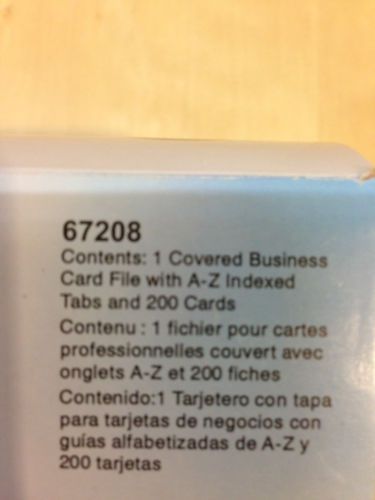 67208
Contents: 1 Covered Business
Card File with A-Z Indexed
Tabs and 200 Cards
Contenu : 1 fichier pour cartes
professionnelles couvert avec
onglets A-Z et 200 fiches
Contenido:1 Tarjetero con tapa
para tarjetas de negocios con
guías alfabetizadas de A-Z y
200 tarjetas